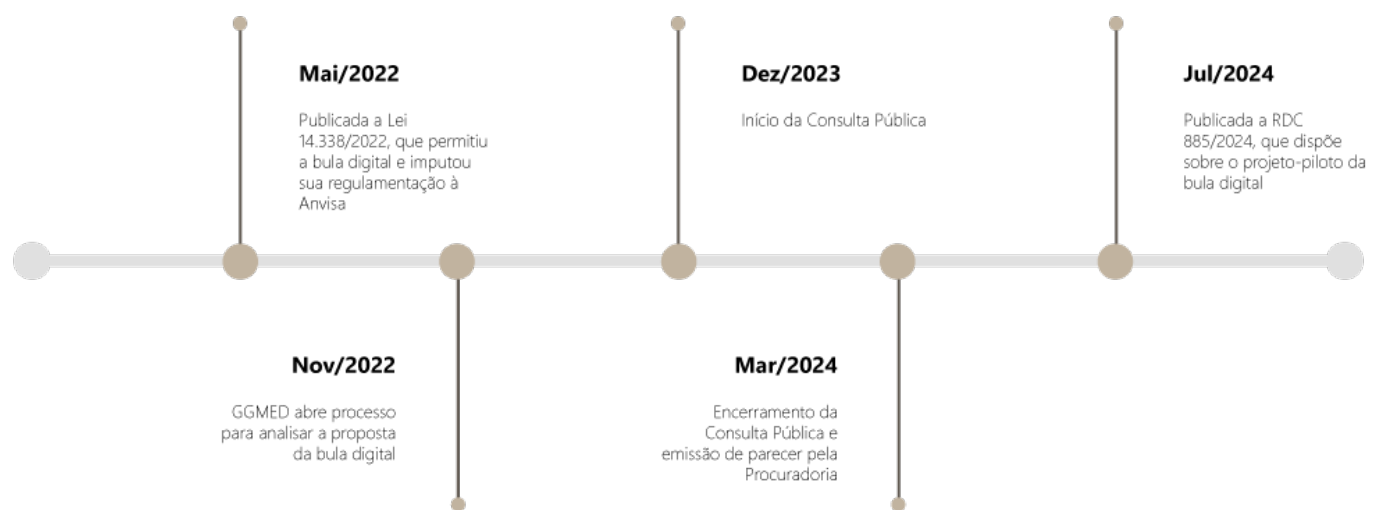 Mai/2022
Publicada a Lei
14.338/2022, que permitiu
a bula digital e imputou
sua regulamentação à
Anvisa
Nov/2022
GGMED abre processo
para analisar a proposta
da bula digital
Dez/2023
Início da Consulta Pública
Mar/2024
Encerramento da
Consulta Pública e
emissão de parecer pela
Procuradoria
Jul/2024
Publicada a RDC
885/2024, que dispõe
sobre o projeto-piloto da
bula digital